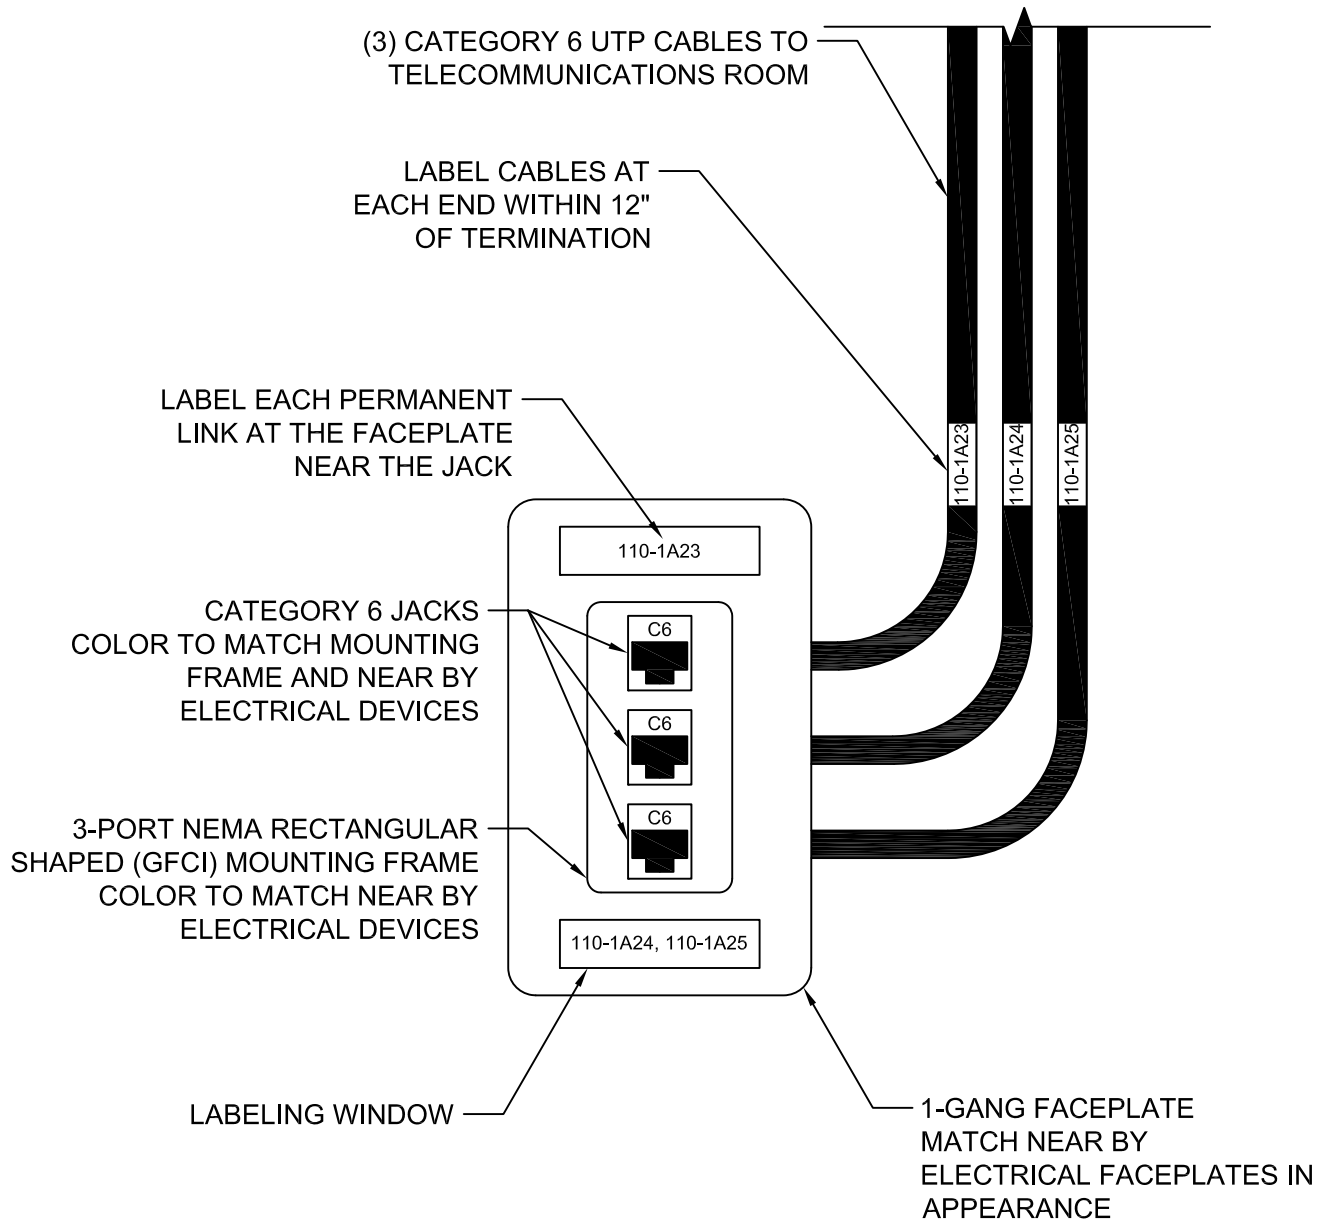 (3) CATEGORY 6 UTP CABLES TO
TELECOMMUNICATIONS ROOM
LABEL CABLES AT
EACH END WITHIN 12"
OF TERMINATION
LABEL EACH PERMANENT
LINK AT THE FACEPLATE
NEAR THE JACK
110-1A23
110-1A24
110-1A25
110-1A23
CATEGORY 6 JACKS
COLOR TO MATCH MOUNTING
FRAME AND NEAR BY
ELECTRICAL DEVICES
C6
C6
C6
3-PORT NEMA RECTANGULAR
SHAPED (GFCI) MOUNTING FRAME
COLOR TO MATCH NEAR BY
ELECTRICAL DEVICES
110-1A24, 110-1A25
LABELING WINDOW
1-GANG FACEPLATE
MATCH NEAR BY
ELECTRICAL FACEPLATES IN
APPEARANCE